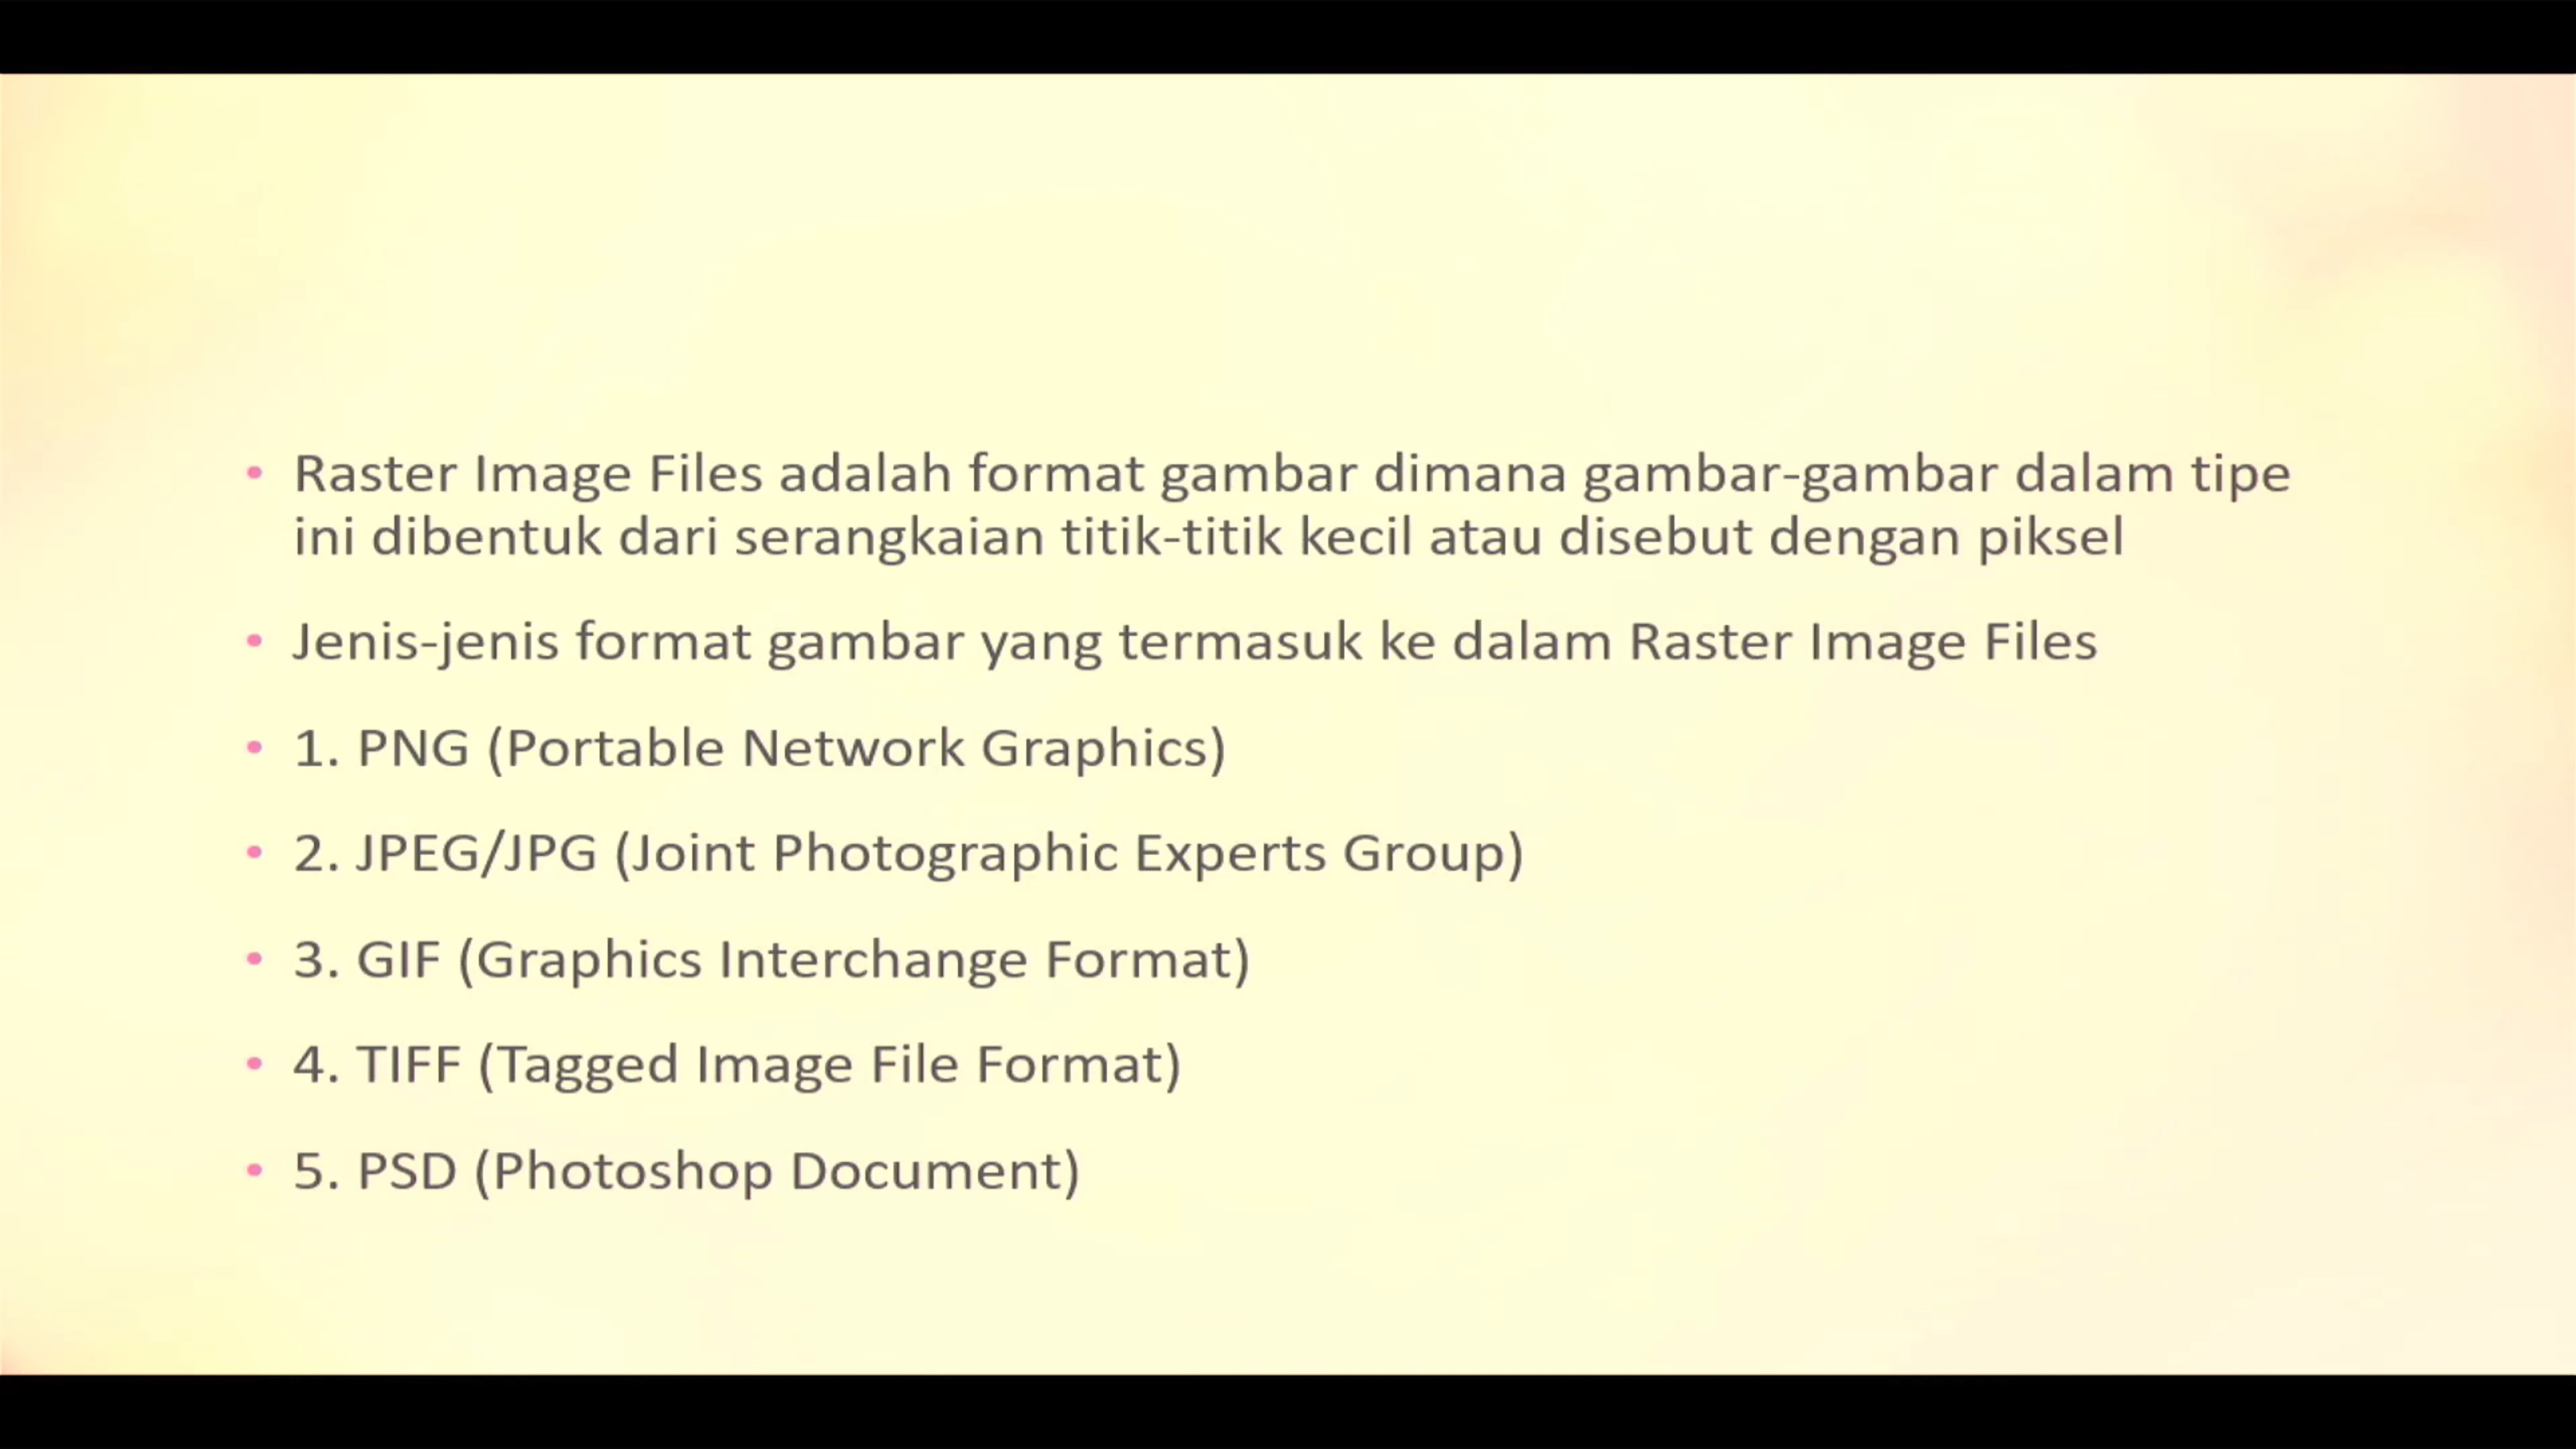 • Raster Image Files adalah format gambar dimana gambar-gambar dalam tipe
ini dibentuk dari serangkaian titik-titik kecil atau disebut dengan piksel
• Jenis-jenis format gambar yang termasuk ke dalam Raster Image Files
• 1. PNG (Portable Network Graphics)
• 2. JPEG/JPG (Joint Photographic Experts Group)
• 3. GIF (Graphics Interchange Format)
• 4. TIFF (Tagged Image File Format)
• 5. PSD (Photoshop Document)